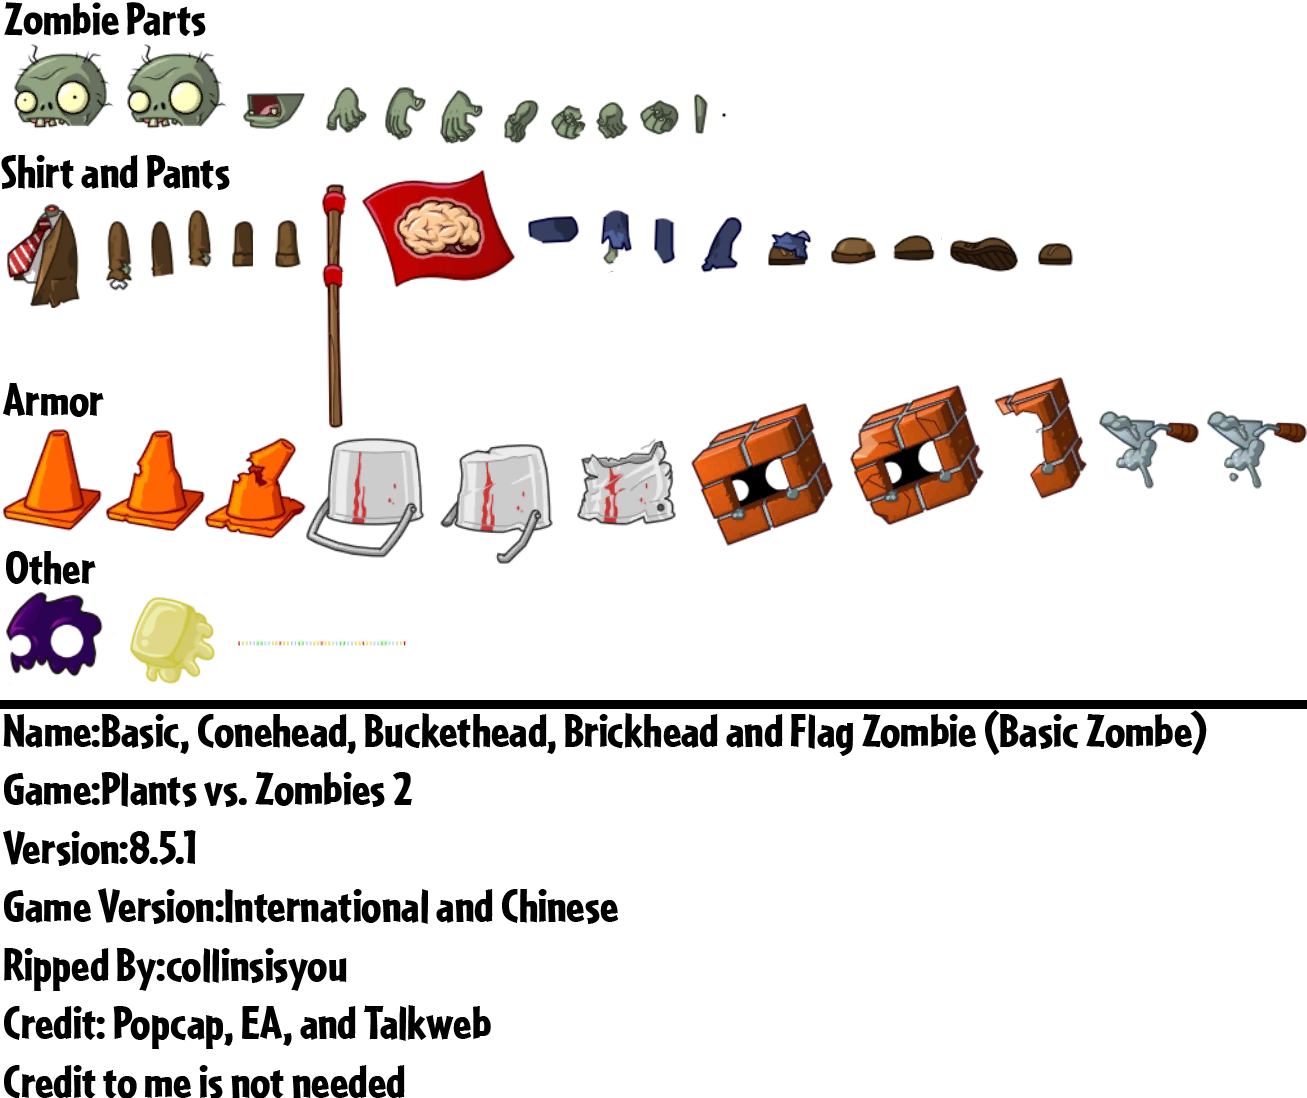 Zombie Parts
Shirt and Pants
Armor
Other
Name:Basic, Conehead, Buckethead, Brickhead and Flag Zombie (Basic Zombe)
Game:Plants vs. Zombies 2
Version:8.5.1
Game Version:International and Chinese
Ripped By:collinsisyou
Credit: Popcap, EA, and Talkweb
Credit to me is not needed